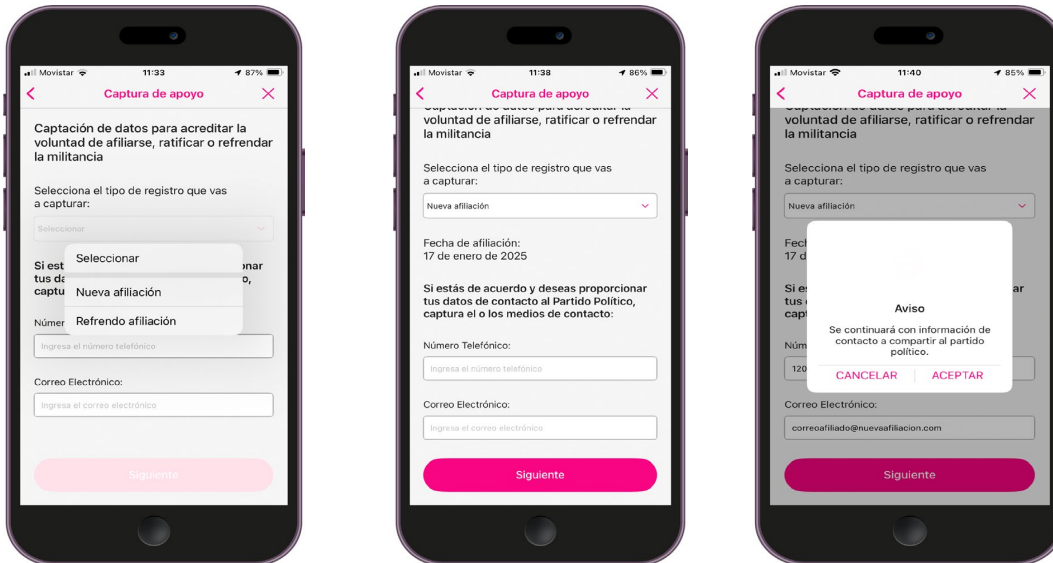 Movistar 11:33 87%
Captura de apoyo
Captación de datos para acreditar la
voluntad de afiliarse, ratificar o refrendar
la militancia
Selecciona el tipo de registro que vas
a capturar:
Seleccionar
Seleccionar
Nueva afiliación
Refrendo afiliación
Si est
onar
tus da
o,
captu
Númer
Ingresa el número telefónico
Correo Electrónico:
Ingresa el correo electrónico
Siguiente
Movistar 11:38 86%
Captura de apoyo
voluntad de afiliarse, ratificar o refrendar
la militancia
Selecciona el tipo de registro que vas
a capturar:
Nueva afiliación
Fecha de afiliación:
17 de enero de 2025
Si estás de acuerdo y deseas proporcionar
tus datos de contacto al Partido Político,
captura el o los medios de contacto:
Número Telefónico:
Ingresa el número telefónico
Correo Electrónico:
Ingresa el correo electrónico
Siguiente
Movistar 11:40 85%
Captura de apoyo
voluntad de afiliarse, ratificar o refrendar
la militancia
Selecciona el tipo de registro que vas
a capturar:
Nueva afiliación
Fech
17 d
Si es
ar
tus
capt
Aviso
Se continuará con información de
contacto a compartir al partido
político.
CANCELAR ACEPTAR
Núm
120
Correo Electrónico:
correoafiliado@nuevaafiliacion.com
Siguiente